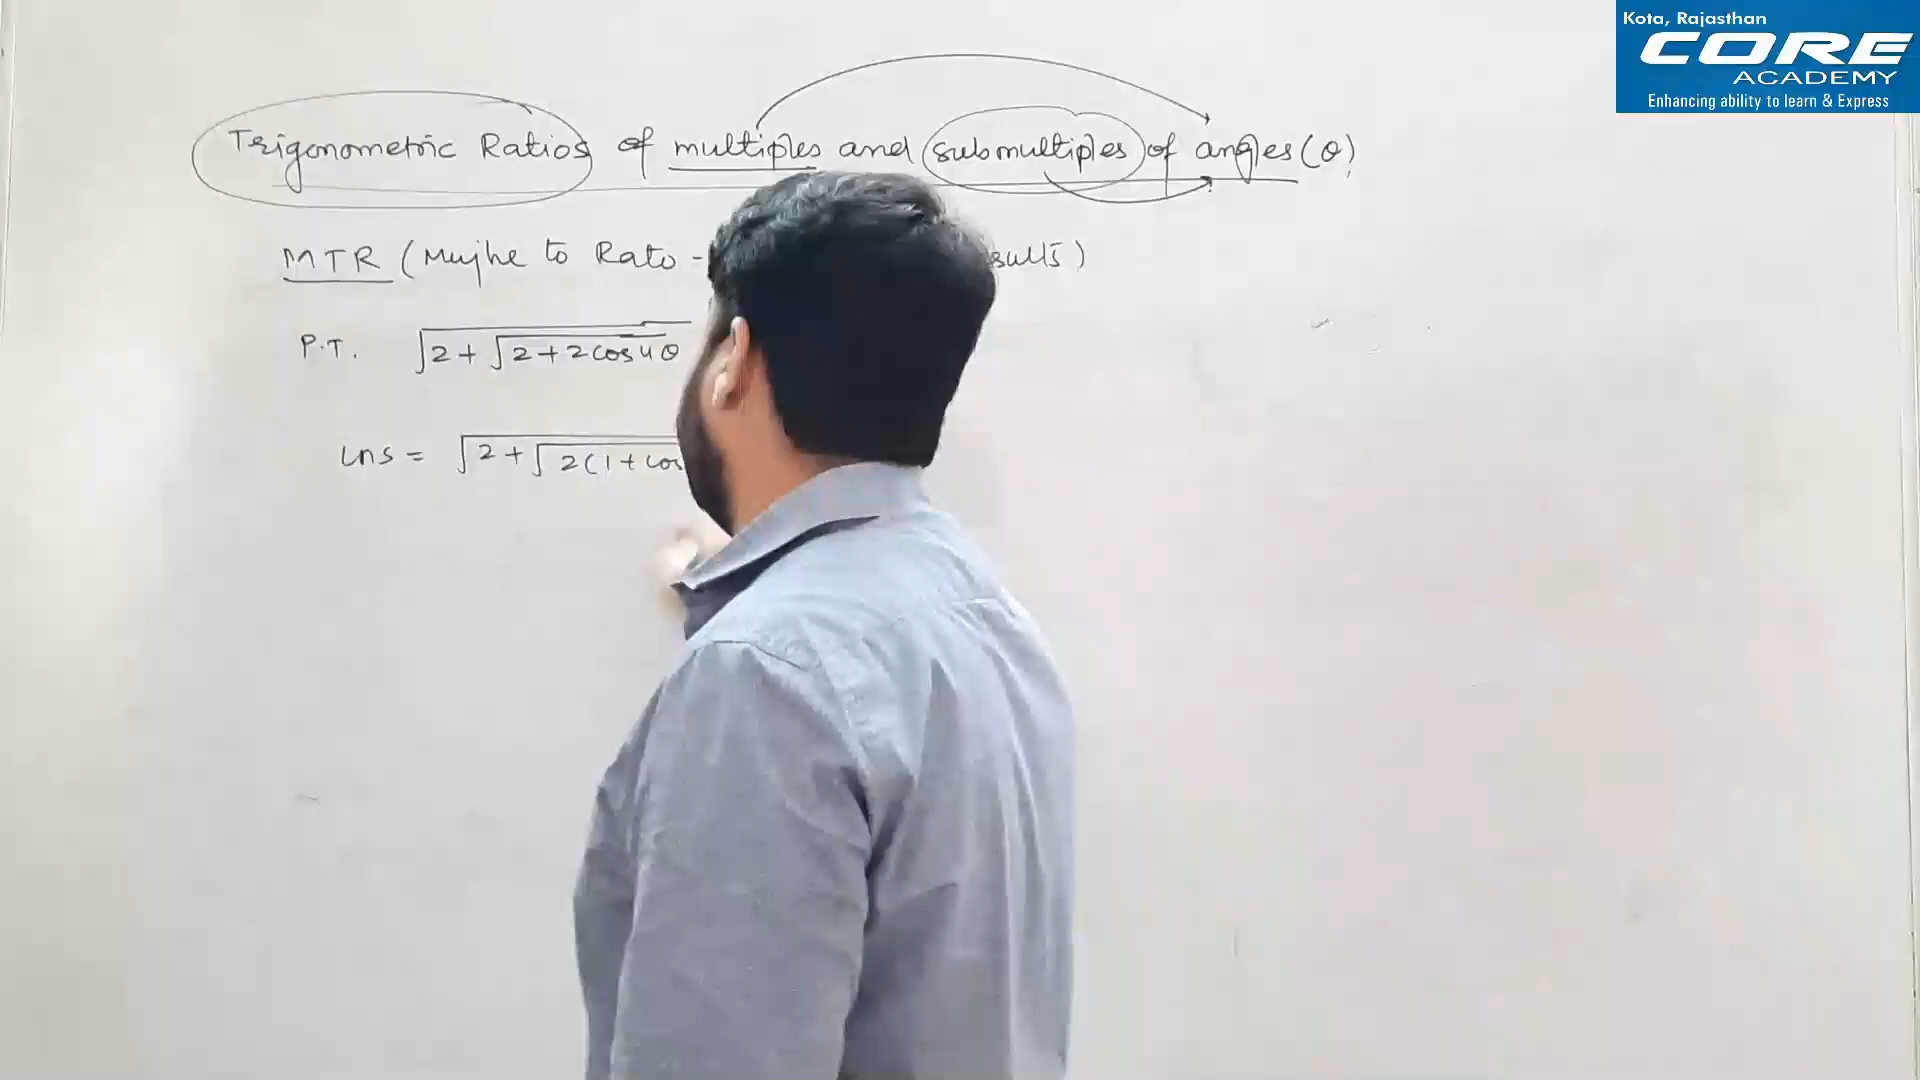 Kota, Rajasthan
CORE
ACADEMY
Enhancing ability to learn & Express
Trigonometric Ratios of multiples and submultiples of angles (θ)
MTR (Mujhe to Rato -
P.T. √2+√2+2cos4θ
LHS = √2+√2(1+cos